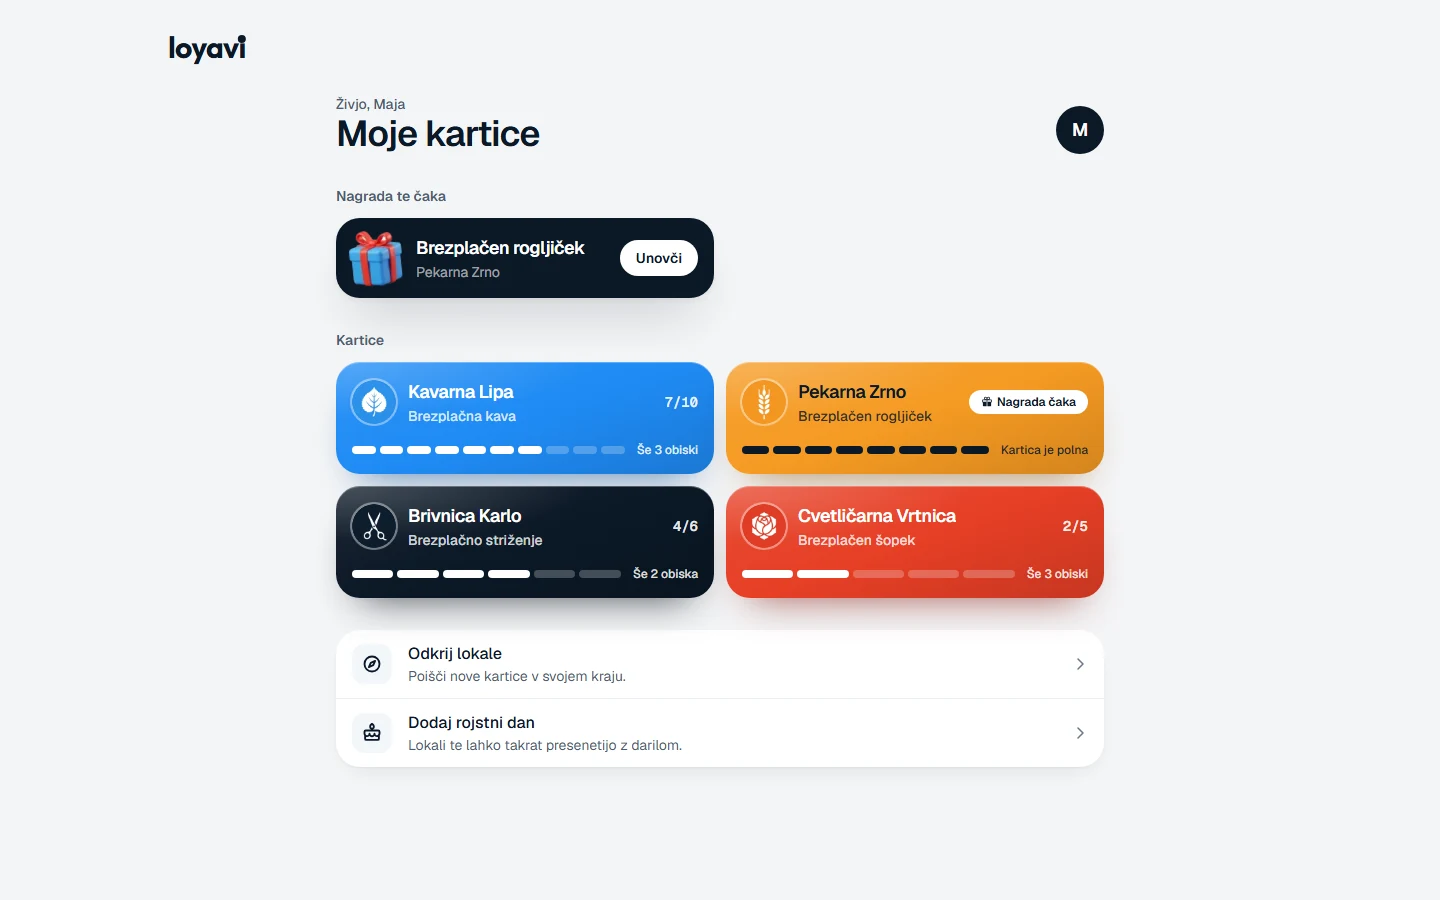 loyavi
Živjo, Maja
Moje kartice
M
Nagrada te čaka
Brezplačen rogljiček
Pekarna Zrno
Unovči
Kartice
Kavarna Lipa
Brezplačna kava
7/10
Še 3 obiski
Pekarna Zrno
Brezplačen rogljiček
Nagrada čaka
Kartica je polna
Brivnica Karlo
Brezplačno striženje
4/6
Še 2 obiska
Cvetličarna Vrtnica
Brezplačen šopek
2/5
Še 3 obiski
Odkrij lokale
Poišči nove kartice v svojem kraju.
Dodaj rojstni dan
Lokali te lahko takrat presenetijo z darilom.